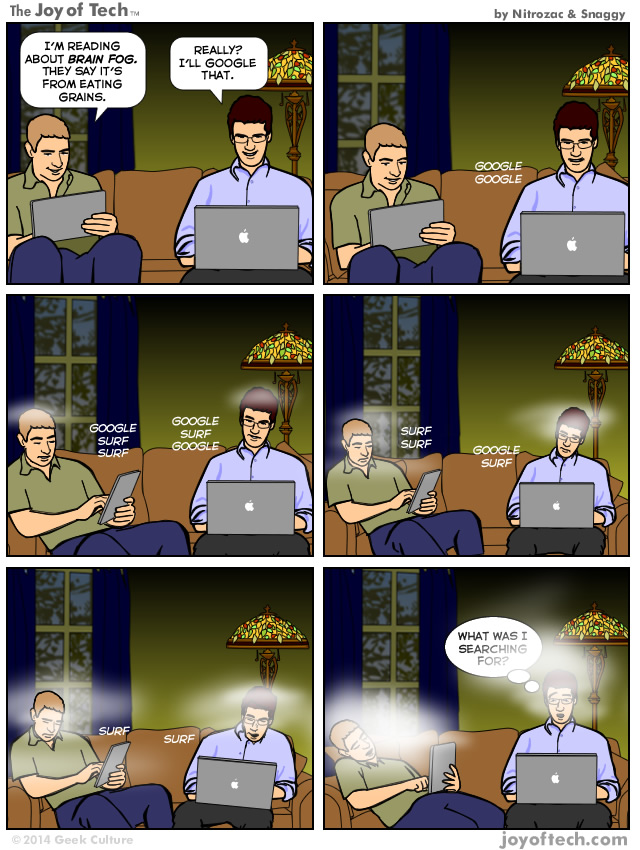 The Joy of Tech™
by Nitrozac & Snaggy
I'M READING
ABOUT BRAIN FOG.
THEY SAY IT'S
FROM EATING
GRAINS.
REALLY?
I'LL GOOGLE
THAT.
GOOGLE
GOOGLE
GOOGLE
SURF
SURF
GOOGLE
SURF
GOOGLE
SURF
SURF
GOOGLE
SURF
SURF
SURF
WHAT WAS I
SEARCHING
FOR?
© 2014 Geek Culture
joyoftech.com